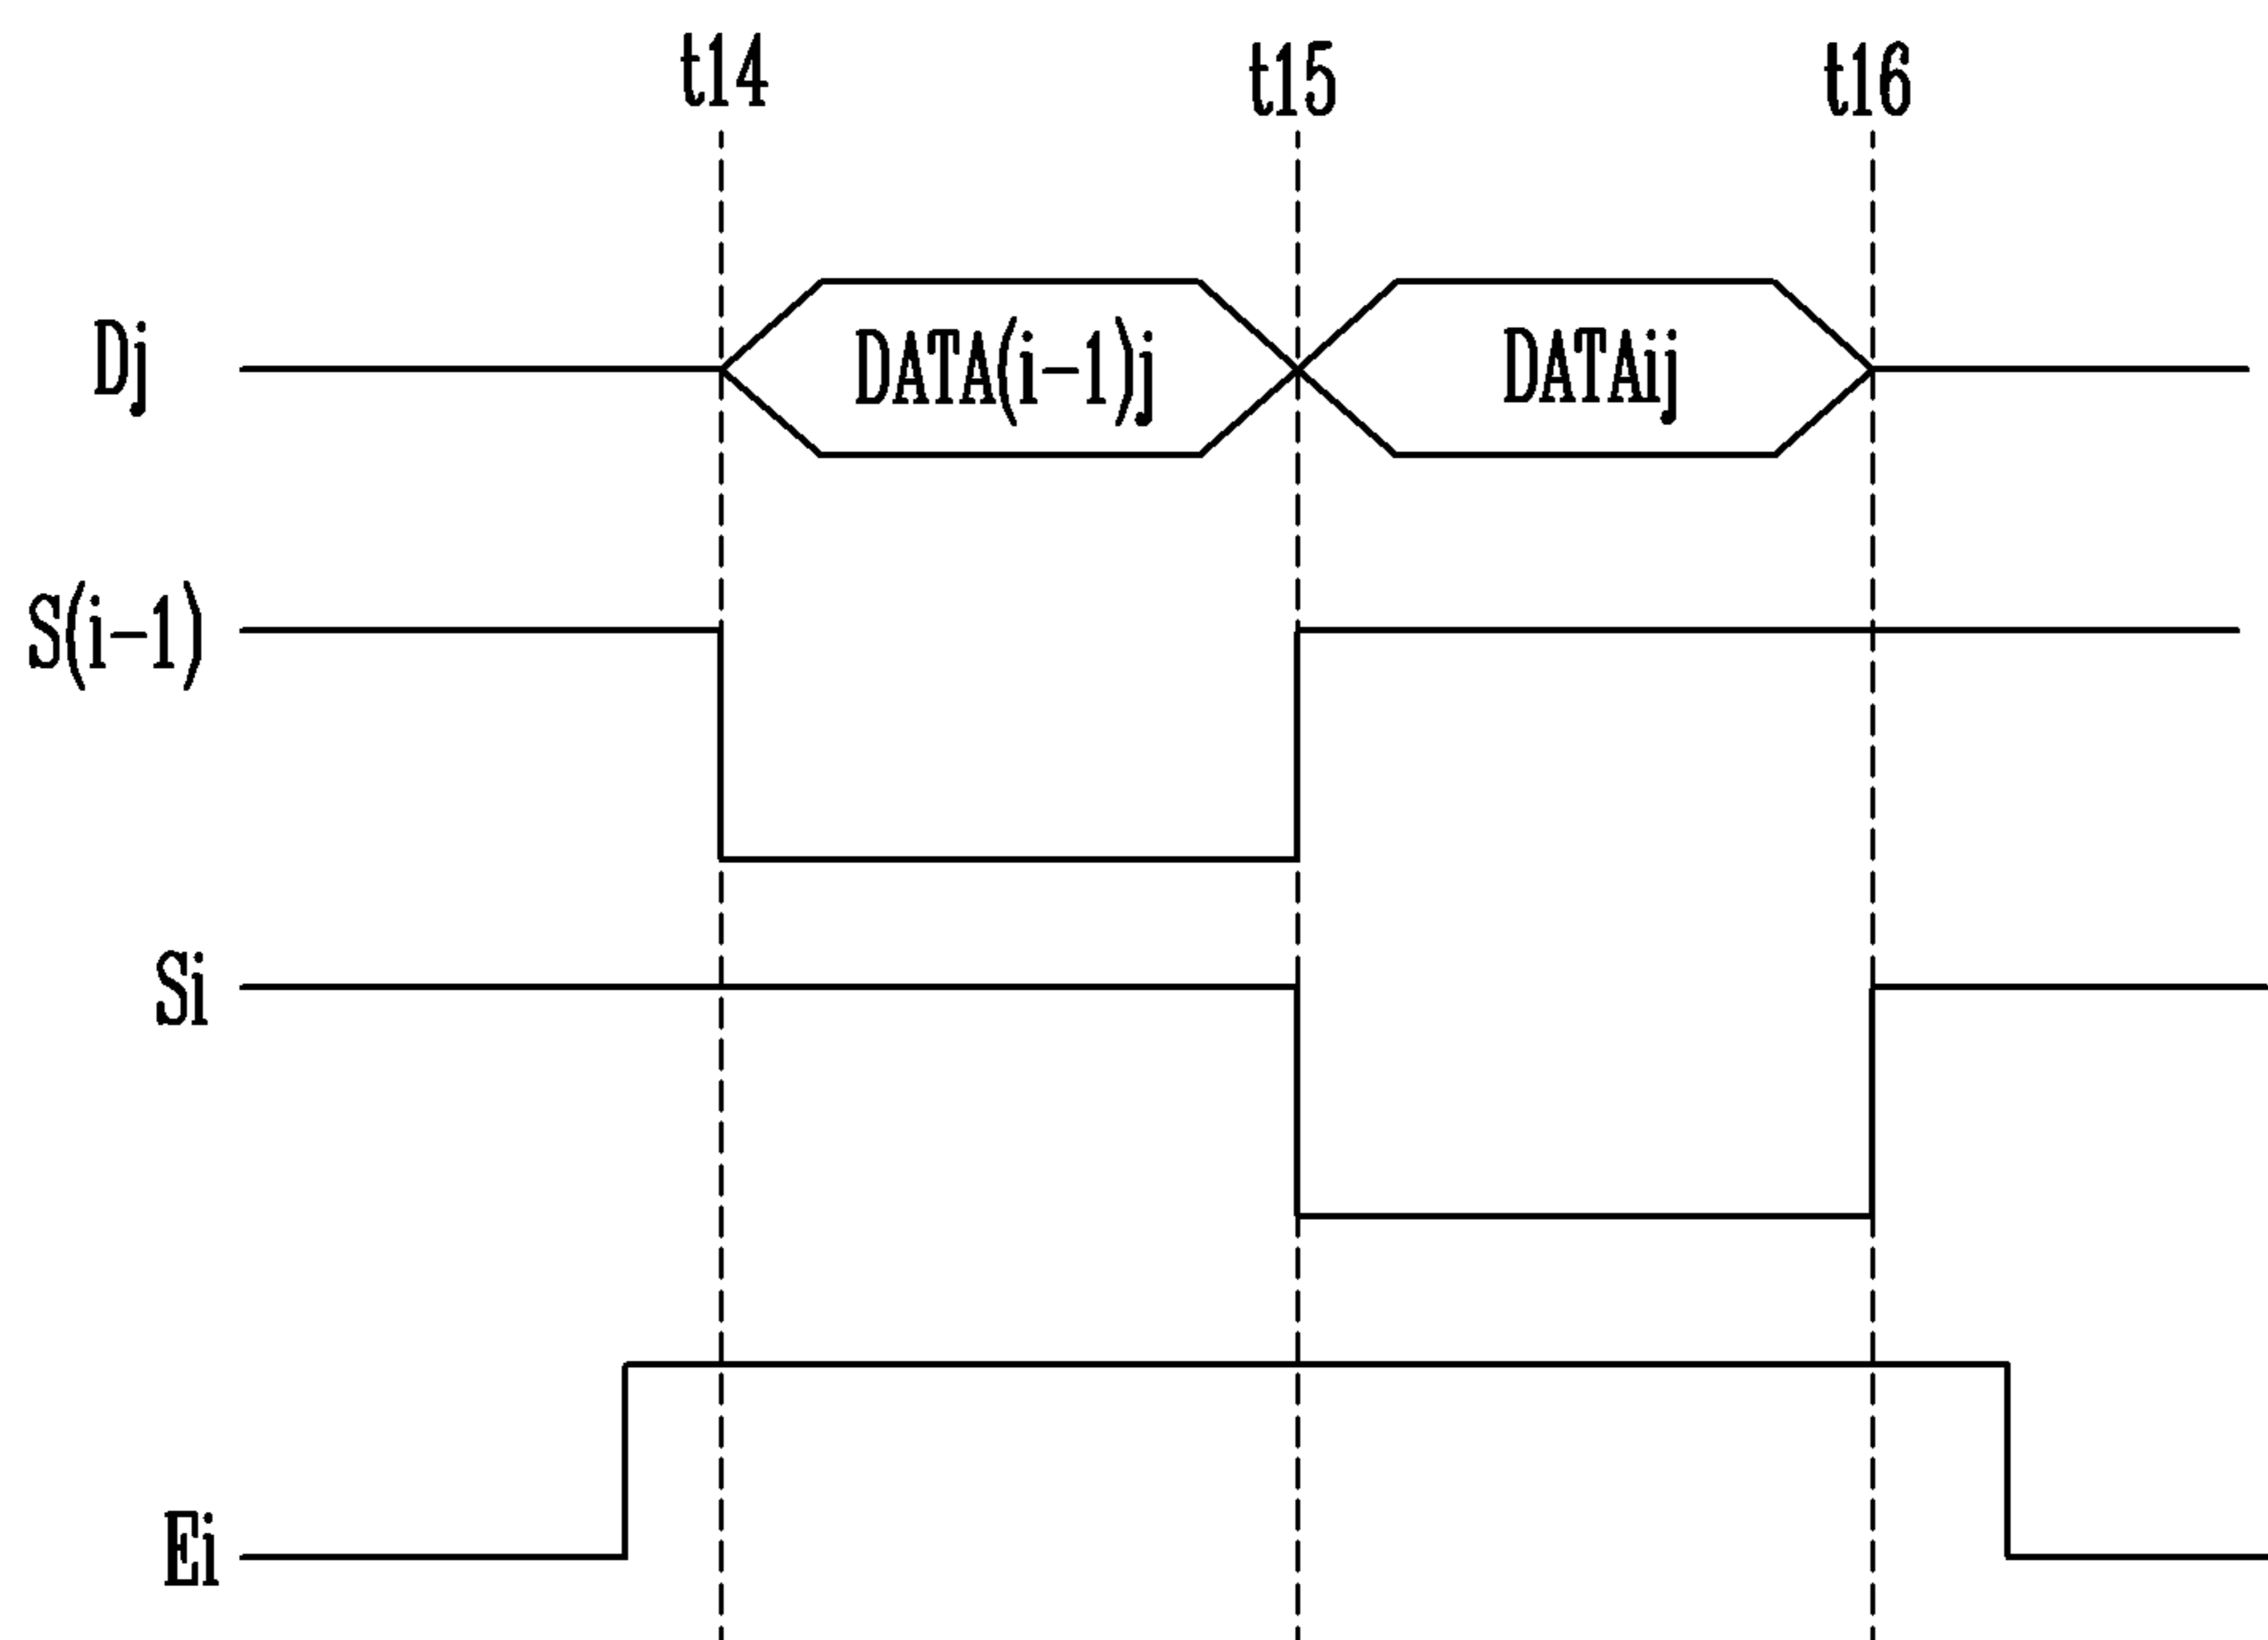 t14 t15 t16
Dj DATA(i-1)j DATAij
S(i-1)
Si
Ei